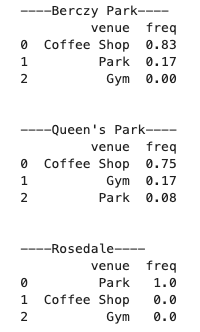 ----Berczy Park----
venue freq
0 Coffee Shop 0.83
1 Park 0.17
2 Gym 0.00
----Queen's Park----
venue freq
0 Coffee Shop 0.75
1 Gym 0.17
2 Park 0.08
----Rosedale----
venue freq
0 Park 1.0
1 Coffee Shop 0.0
2 Gym 0.0